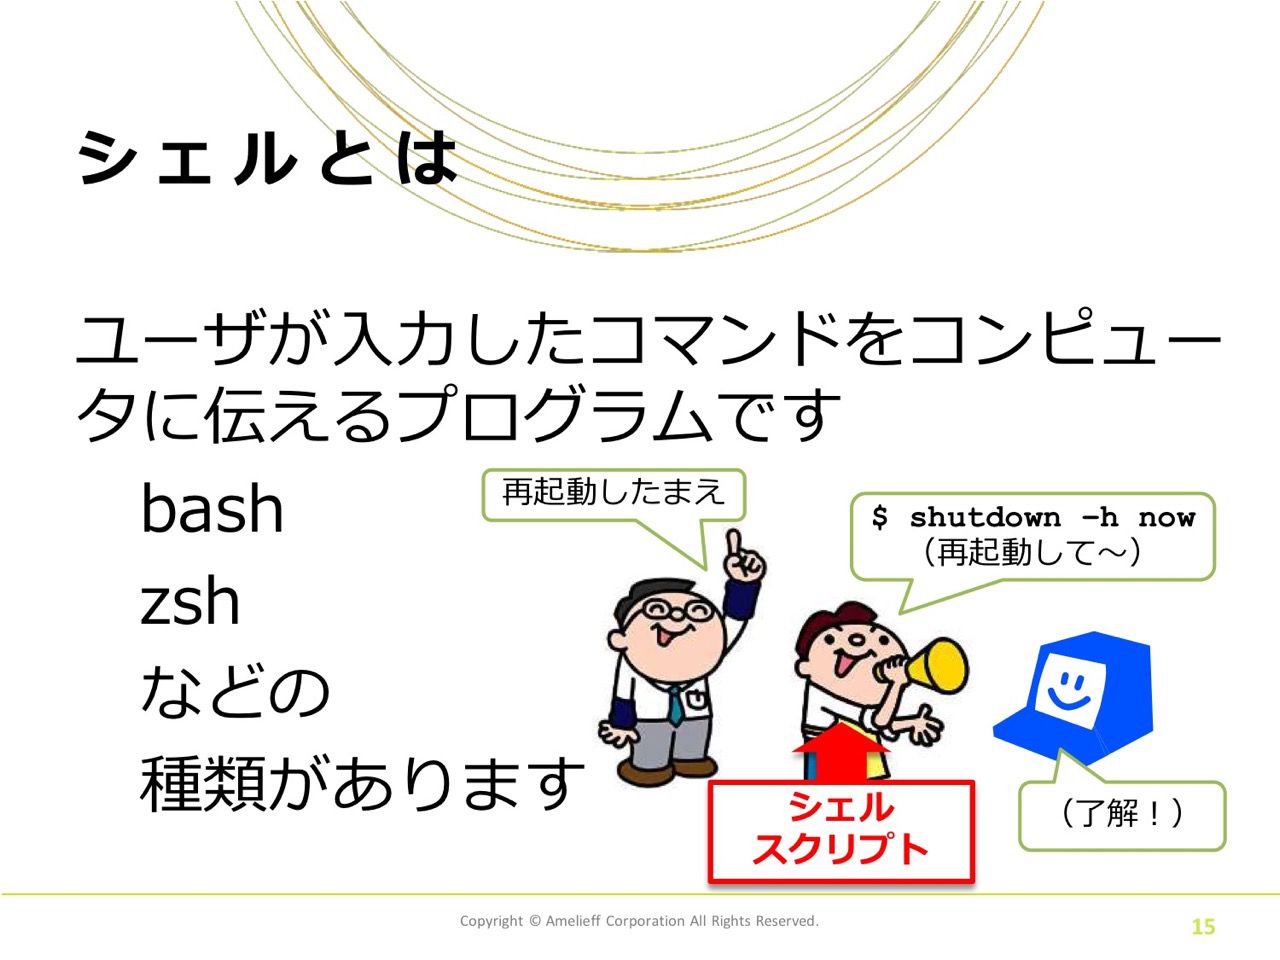 シェルとは
ユーザが入力したコマンドをコンピュー
タに伝えるプログラムです
bash
zsh
などの
種類があります
再起動したまえ
$ shutdown –h now
（再起動して～）
シェル
スクリプト
（了解！）
Copyright © Amelieff Corporation All Rights Reserved.
15